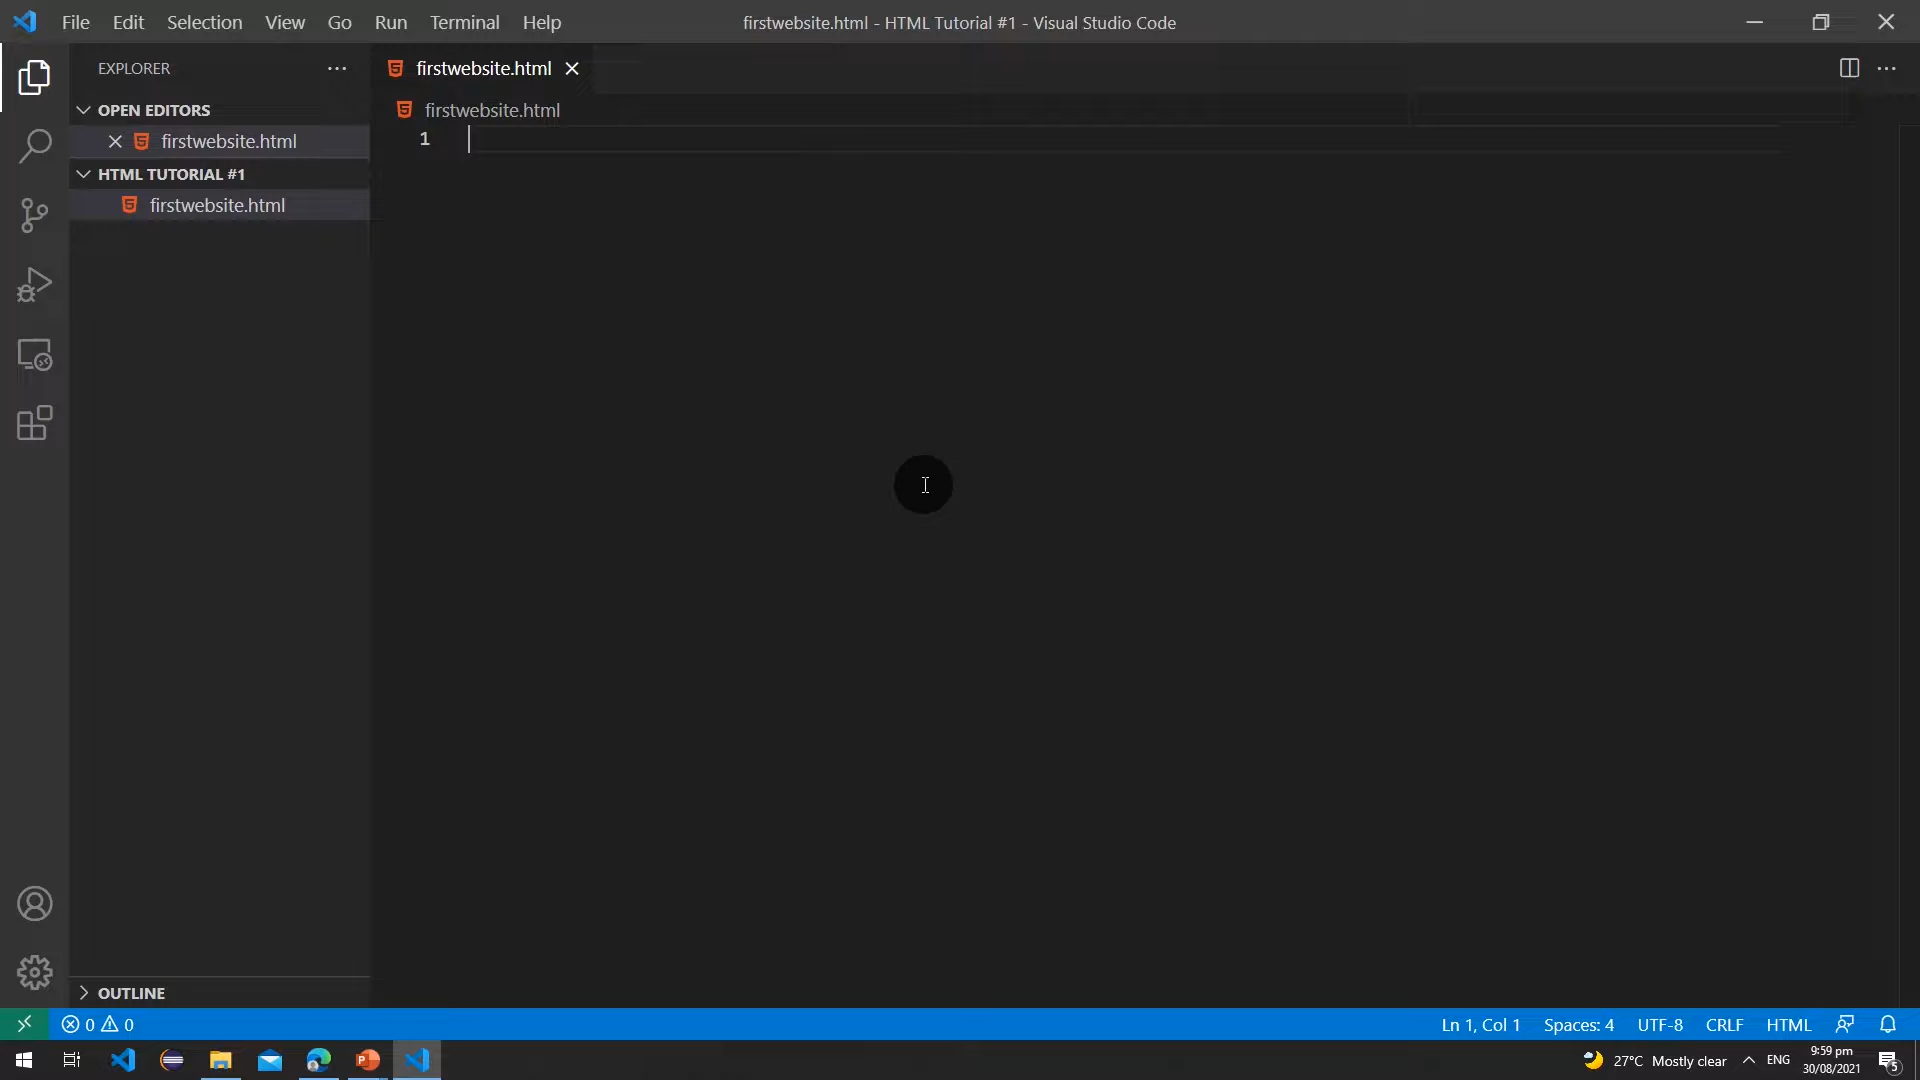 File Edit Selection View Go Run Terminal Help
firstwebsite.html - HTML Tutorial #1 - Visual Studio Code
EXPLORER
OPEN EDITORS
firstwebsite.html
HTML TUTORIAL #1
firstwebsite.html
OUTLINE
firstwebsite.html
firstwebsite.html
1
0 0
Ln 1, Col 1 Spaces: 4 UTF-8 CRLF HTML
27°C Mostly clear ENG
9:59 pm
30/08/2021
5